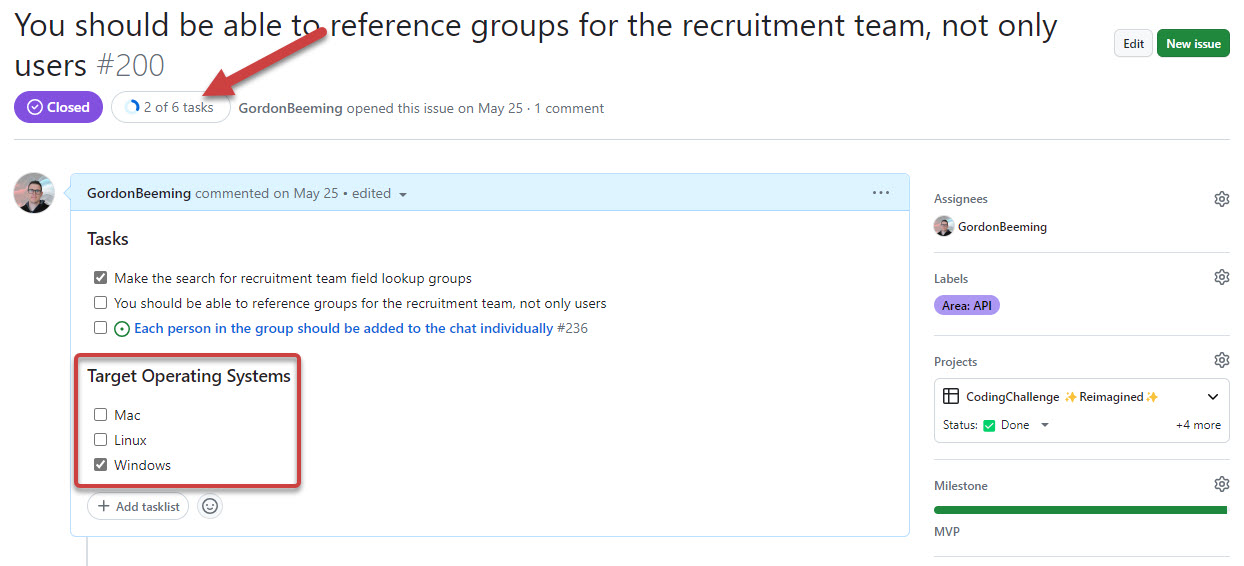 You should be able to reference groups for the recruitment team, not only
users #200
Edit
New issue
Closed
2 of 6 tasks
GordonBeeming opened this issue on May 25 · 1 comment
GordonBeeming commented on May 25 • edited
Tasks
Make the search for recruitment team field lookup groups
You should be able to reference groups for the recruitment team, not only users
Each person in the group should be added to the chat individually #236
Target Operating Systems
Mac
Linux
Windows
Add tasklist
Assignees
GordonBeeming
Labels
Area: API
Projects
CodingChallenge ✨Reimagined✨
Status: ✅ Done
+4 more
Milestone
MVP